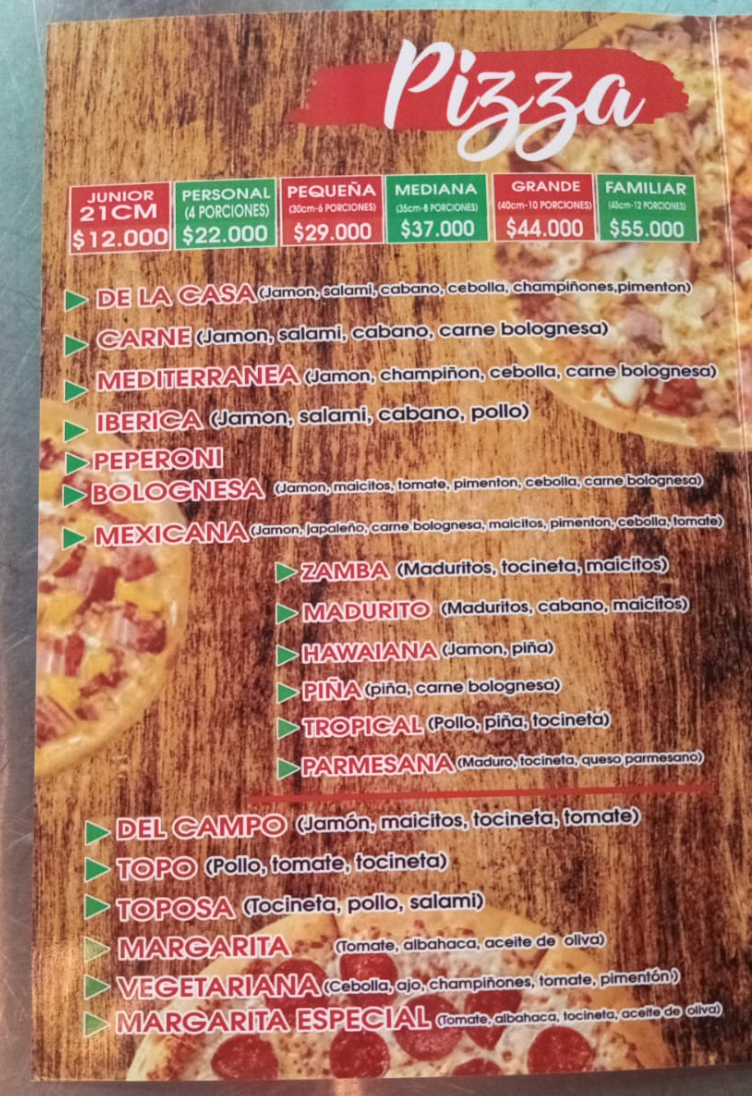 Pizza
JUNIOR
21CM
$12.000
PERSONAL
(4 PORCIONES)
$22.000
PEQUEÑA
(30cm-6 PORCIONES)
$29.000
MEDIANA
(35cm-8 PORCIONES)
$37.000
GRANDE
(40cm-10 PORCIONES)
$44.000
FAMILIAR
(45cm-12 PORCIONES)
$55.000
DE LA CASA (Jamon, salami, cabano, cebolla, champiñones,pimenton)
CARNE (Jamon, salami, cabano, carne bolognesa)
MEDITERRANEA (Jamon, champiñon, cebolla, carne bolognesa)
IBERICA (Jamon, salami, cabano, pollo)
PEPERONI
BOLOGNESA (Jamon, maicitos, tomate, pimenton, cebolla, carne bolognesa)
MEXICANA (Jamon, japaleño, carne bolognesa, maicitos, pimenton, cebolla, tomate)
ZAMBA (Maduritos, tocineta, maicitos)
MADURITO (Maduritos, cabano, maicitos)
HAWAIANA (Jamon, piña)
PIÑA (piña, carne bolognesa)
TROPICAL (Pollo, piña, tocineta)
PARMESANA (Maduro, tocineta, queso parmesano)
DEL CAMPO (Jamón, maicitos, tocineta, tomate)
TOPO (Pollo, tomate, tocineta)
TOPOSA (Tocineta, pollo, salami)
MARGARITA (Tomate, albahaca, aceite de oliva)
VEGETARIANA (Cebolla, ajo, champiñones, tomate, pimentón)
MARGARITA ESPECIAL (Tomate, albahaca, tocineta, aceite de oliva)